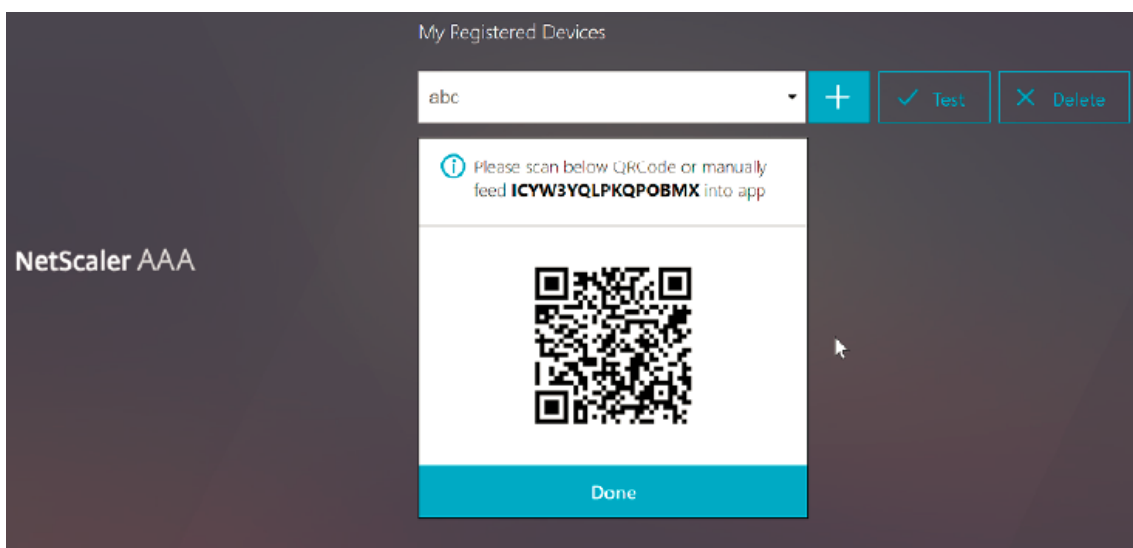 My Registered Devices
abc
Test
Delete
Please scan below QRCode or manually
feed ICYW3YQLPKQPOBMX into app
NetScaler AAA
Done